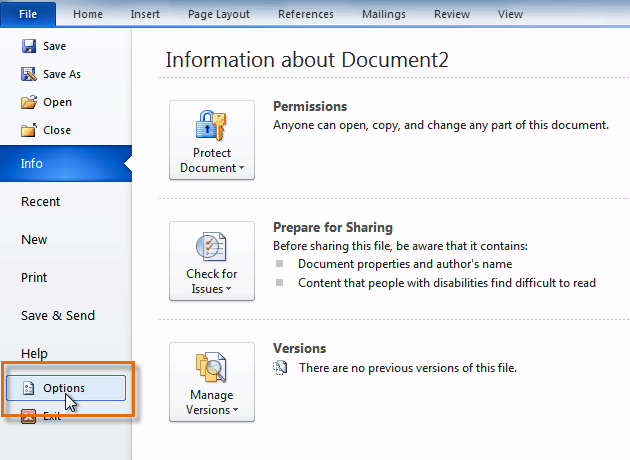 File Home Insert Page Layout References Mailings Review View
Save
Save As
Open
Close
Info
Recent
New
Print
Save & Send
Help
Options
Exit
Information about Document2
Protect
Document
Permissions
Anyone can open, copy, and change any part of this document.
Check for
Issues
Prepare for Sharing
Before sharing this file, be aware that it contains:
Document properties and author's name
Content that people with disabilities find difficult to read
Manage
Versions
Versions
There are no previous versions of this file.